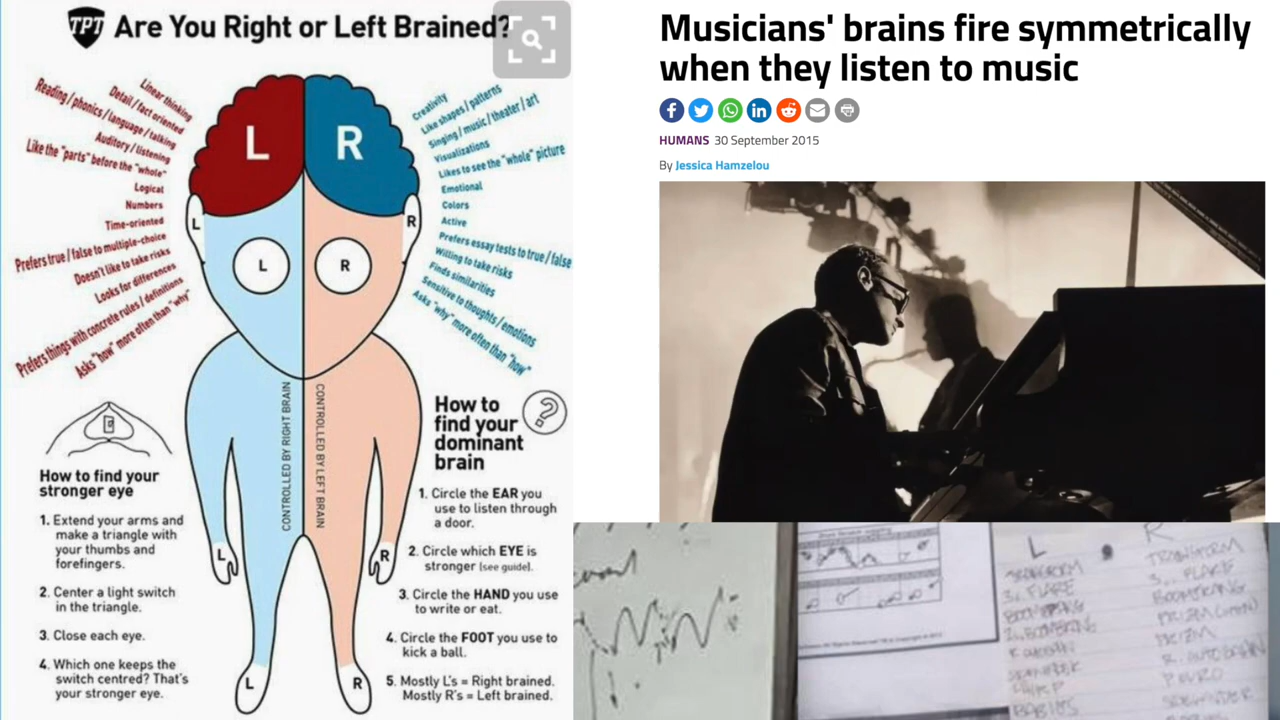 TPT Are You Right or Left Brained?
Linear thinking
Detail / fact oriented
Reading / phonics / language / talking
Auditory / listening
Like the "parts" before the "whole"
Logical
Numbers
Time-oriented
Prefers true / false to multiple-choice
Doesn't like to take risks
Looks for differences
Prefers things with concrete rules / definitions
Asks "how" more often than "why"
L R
Creativity
Like shapes / patterns
Singing / music / theater / art
Visualizations
Likes to see the "whole" picture
Emotional
Colors
Active
Prefers essay tests to true / false
Willing to take risks
Finds similarities
Sensitive to thoughts / emotions
Asks "why" more often than "how"
L R
L R
CONTROLLED BY RIGHT BRAIN
CONTROLLED BY LEFT BRAIN
L R
L R
How to find your
stronger eye
1. Extend your arms and
make a triangle with
your thumbs and
forefingers.
2. Center a light switch
in the triangle.
3. Close each eye.
4. Which one keeps the
switch centred? That's
your stronger eye.
How to
find your
dominant
brain
?
1. Circle the EAR you
use to listen through
a door.
2. Circle which EYE is
stronger (see guide).
3. Circle the HAND you use
to write or eat.
4. Circle the FOOT you use to
kick a ball.
5. Mostly L's = Right brained.
Mostly R's = Left brained.
Musicians' brains fire symmetrically
when they listen to music
HUMANS 30 September 2015
By Jessica Hamzelou
L R
TRANSFORM
FLARE
BOOMERANG
PRIZM